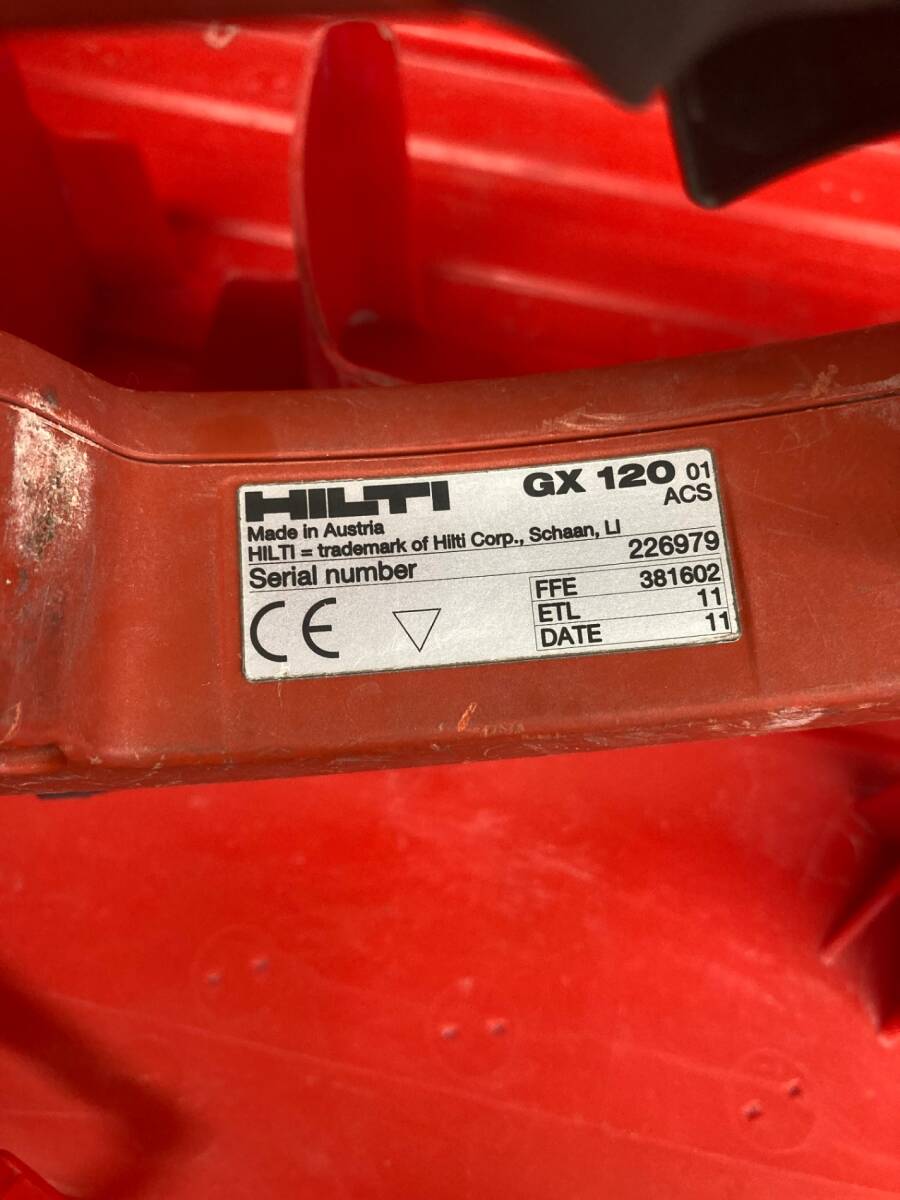 HILTI GX 120 01
ACS
Made in Austria
HILTI = trademark of Hilti Corp., Schaan, LI
Serial number 226979
FFE 381602
ETL 11
DATE 11
CE